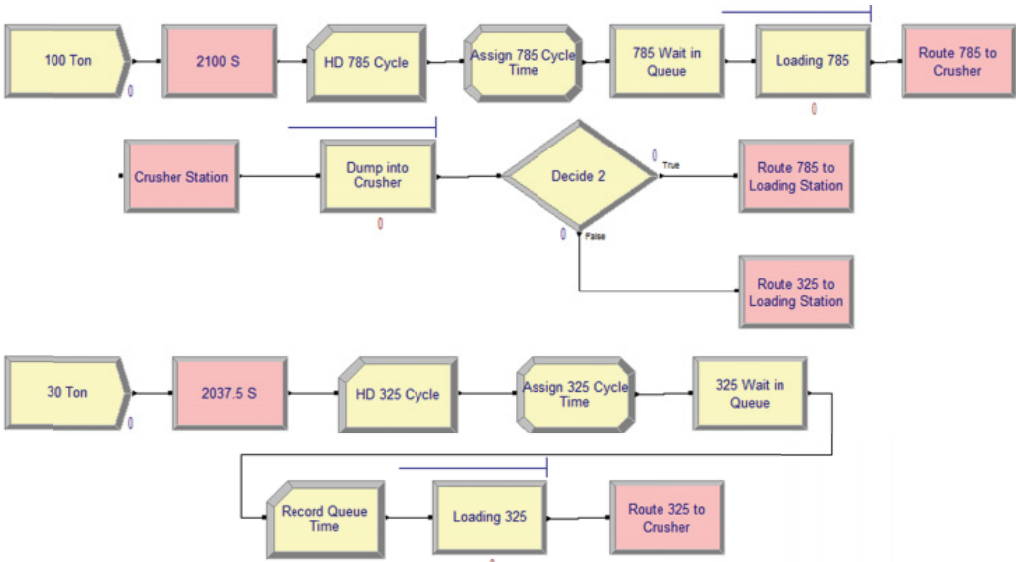 100 Ton
2100 S
HD 785 Cycle
Assign 785 Cycle
Time
785 Wait in
Queue
Loading 785
Route 785 to
Crusher
0
0
Crusher Station
Dump into
Crusher
Decide 2
0
True
Route 785 to
Loading Station
0
0
False
Route 325 to
Loading Station
30 Ton
2037.5 S
HD 325 Cycle
Assign 325 Cycle
Time
325 Wait in
Queue
0
Record Queue
Time
Loading 325
Route 325 to
Crusher